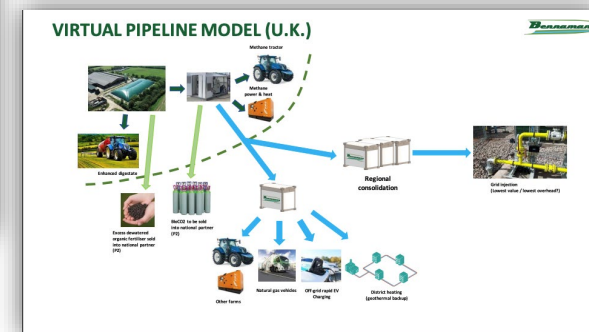 VIRTUAL PIPELINE MODEL (U.K.)
Bennamann
Methane tractor
Methane
power & heat
Enhanced digestate
Regional
consolidation
Grid Injection
(Lowest value / lowest overhead?)
Excess dewatered
organic fertiliser sold
into national partner
(P2)
MeCO2 to be sold
into national partner
(P2)
Other farms
Natural gas vehicles
Off-grid rapid EV
Charging
District heating
(geothermal backup)